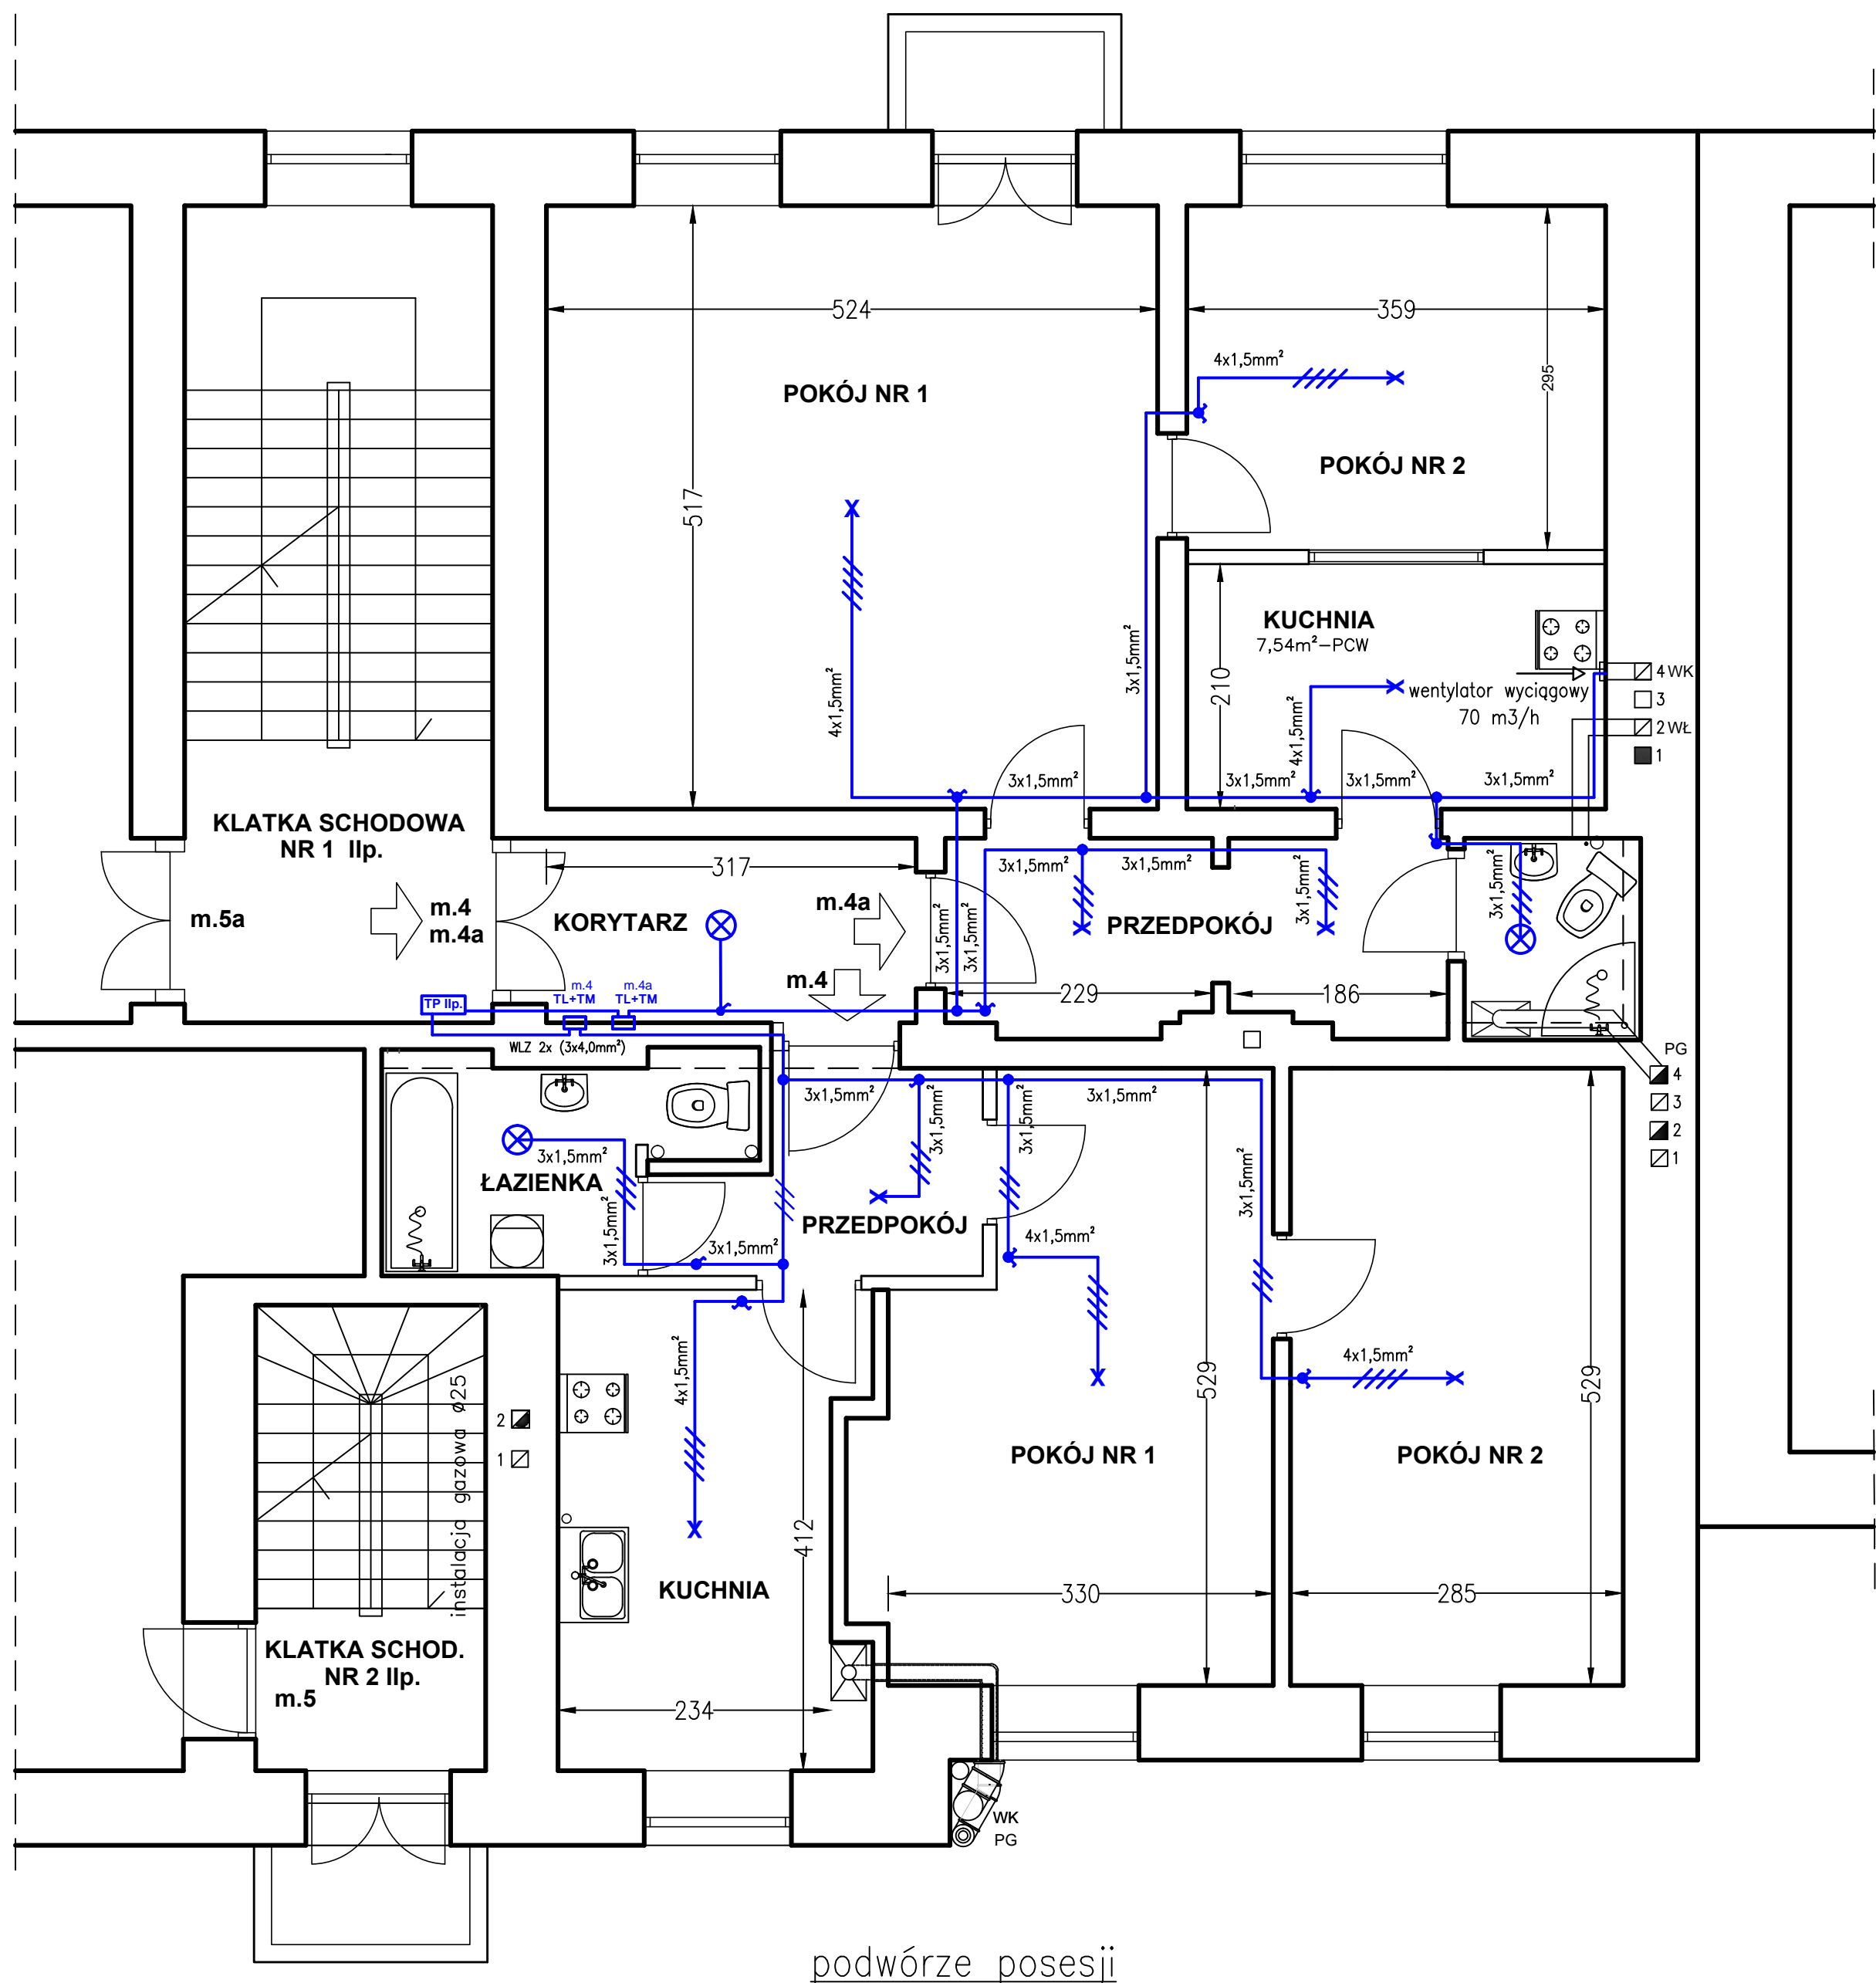 524
359
4x1,5mm²
295
POKÓJ NR 1
POKÓJ NR 2
517
KUCHNIA
7,54m²-PCW
3x1,5mm²
4x1,5mm²
210
4x1,5mm²
wentylator wyciągowy
70 m3/h
4 WK
3
2 WŁ
1
3x1,5mm²
3x1,5mm²
3x1,5mm²
3x1,5mm²
KLATKA SCHODOWA
NR 1 IIp.
317
3x1,5mm²
3x1,5mm²
3x1,5mm²
3x1,5mm²
m.5a
m.4
m.4a
KORYTARZ
m.4a
3x1,5mm²
3x1,5mm²
PRZEDPOKÓJ
m.4
229
186
TP IIp.
m.4
TL+TM
m.4a
TL+TM
WLZ 2x (3x4,0mm²)
PG
4
3
2
1
3x1,5mm²
3x1,5mm²
3x1,5mm²
3x1,5mm²
3x1,5mm²
3x1,5mm²
ŁAZIENKA
3x1,5mm²
3x1,5mm²
PRZEDPOKÓJ
4x1,5mm²
4x1,5mm²
4x1,5mm²
529
529
instalacja gazowa ø25
2
1
POKÓJ NR 1
POKÓJ NR 2
412
KUCHNIA
330
285
KLATKA SCHOD.
NR 2 IIp.
m.5
234
WK
PG
podwórze posesji